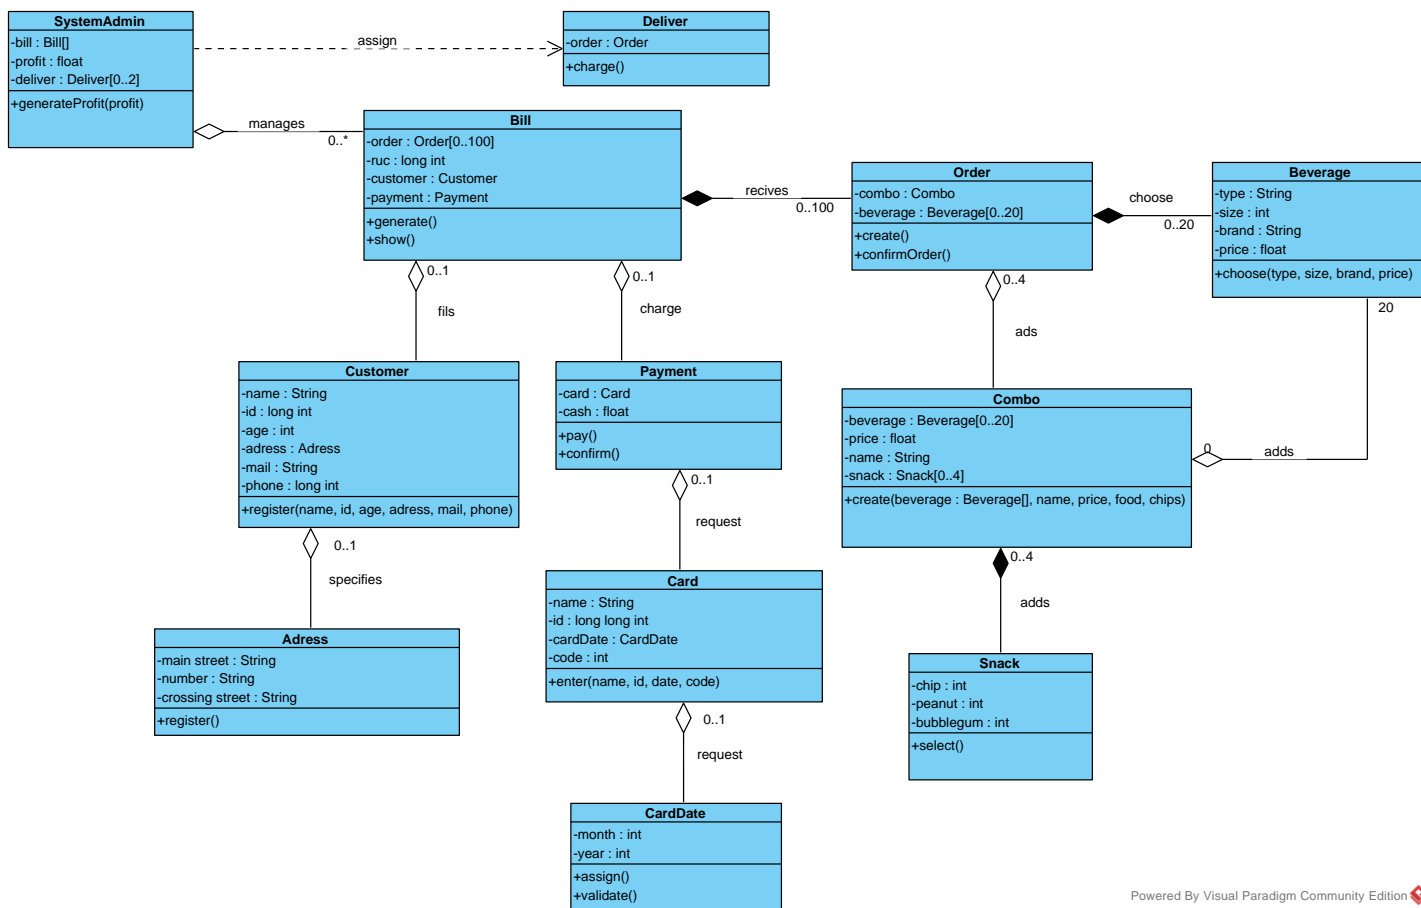 SystemAdmin
-bill : Bill[]
-profit : float
-deliver : Deliver[0..2]
+generateProfit(profit)
assign
Deliver
-order : Order
+charge()
manages
0..*
Bill
-order : Order[0..100]
-ruc : long int
-customer : Customer
-payment : Payment
+generate()
+show()
recives
0..100
Order
-combo : Combo
-beverage : Beverage[0..20]
+create()
+confirmOrder()
choose
0..20
Beverage
-type : String
-size : int
-brand : String
-price : float
+choose(type, size, brand, price)
0..1
fils
0..1
charge
0..4
ads
20
Customer
-name : String
-id : long int
-age : int
-adress : Adress
-mail : String
-phone : long int
+register(name, id, age, adress, mail, phone)
Payment
-card : Card
-cash : float
+pay()
+confirm()
Combo
-beverage : Beverage[0..20]
-price : float
-name : String
-snack : Snack[0..4]
+create(beverage : Beverage[], name, price, food, chips)
0
adds
0..1
specifies
0..1
request
0..4
adds
Adress
-main street : String
-number : String
-crossing street : String
+register()
Card
-name : String
-id : long long int
-cardDate : CardDate
-code : int
+enter(name, id, date, code)
Snack
-chip : int
-peanut : int
-bubblegum : int
+select()
0..1
request
CardDate
-month : int
-year : int
+assign()
+validate()
Powered By Visual Paradigm Community Edition